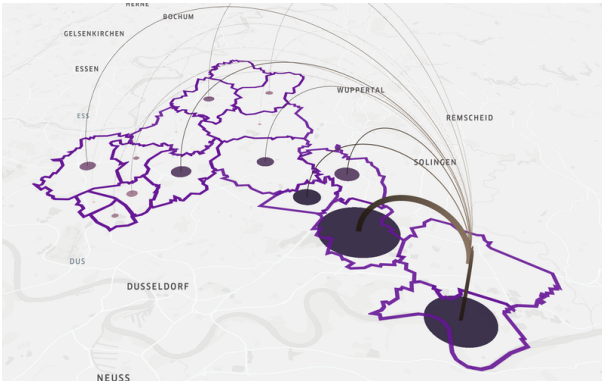 HERNE
BOCHUM
GELSENKIRCHEN
ESSEN
WUPPERTAL
ESS
REMSCHEID
SOLINGEN
DUS
DUSSELDORF
NEUSS